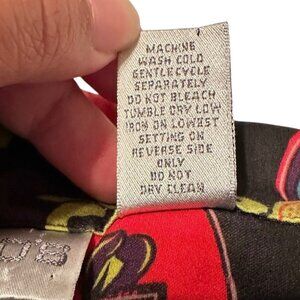 MACHINE
WASH COLD
GENTLE CYCLE
SEPARATELY
DO NOT BLEACH
TUMBLE DRY LOW
IRON ON LOWEST
SETTING ON
REVERSE SIDE
ONLY
DO NOT
DRY CLEAN